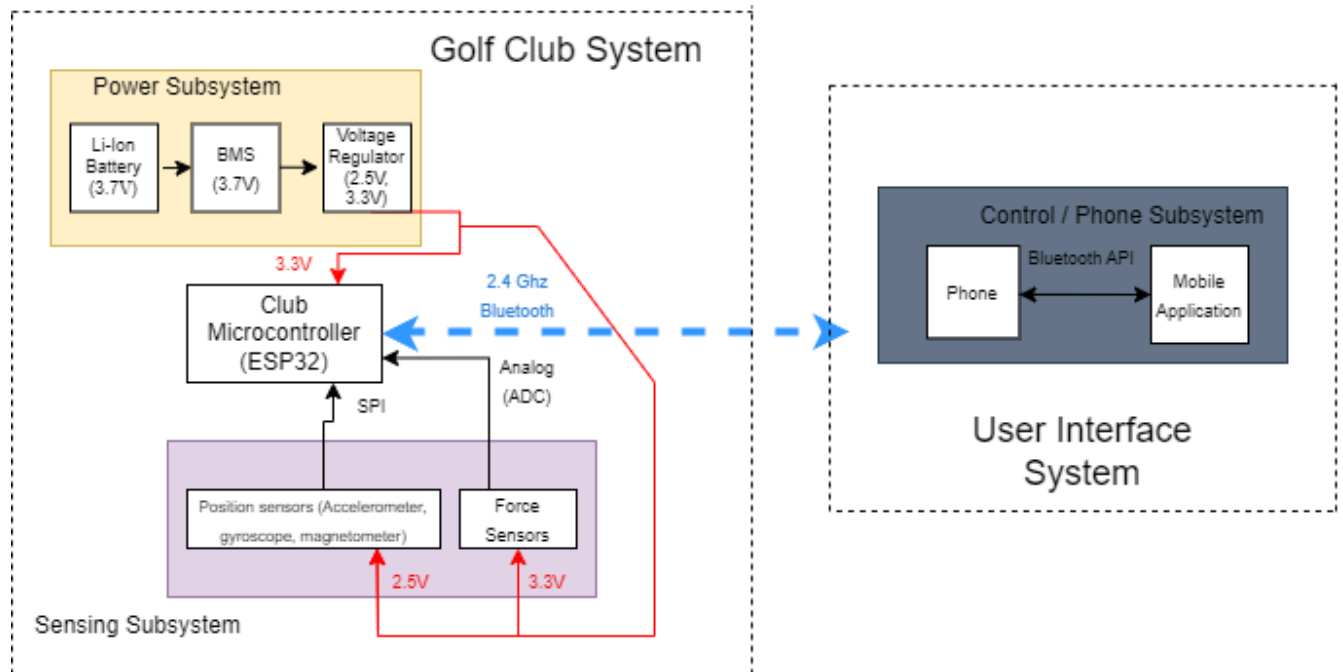 Golf Club System
Power Subsystem
Li-Ion
Battery
(3.7V)
BMS
(3.7V)
Voltage
Regulator
(2.5V,
3.3V)
3.3V
Club
Microcontroller
(ESP32)
2.4 Ghz
Bluetooth
Analog
(ADC)
SPI
Position sensors (Accelerometer,
gyroscope, magnetometer)
Force
Sensors
2.5V
3.3V
Sensing Subsystem
Control / Phone Subsystem
Phone
Bluetooth API
Mobile
Application
User Interface
System